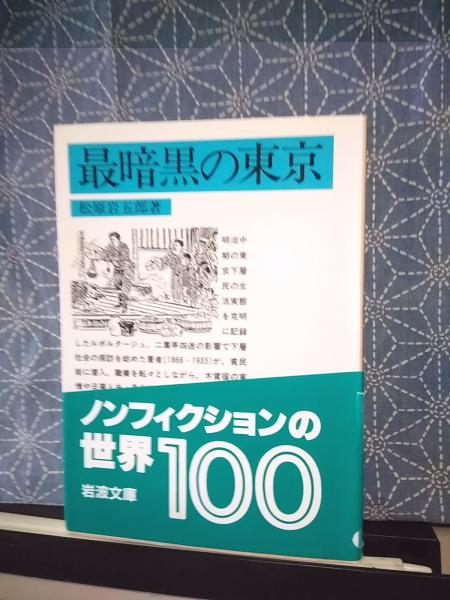 最暗黒の東京
松原岩五郎著
明治中
期の東
京下層
民の生
活実態
を克明
に記録
したルポルタージュ。二葉亭四迷の影響で下層
社会の探訪を始めた著者(1866-1935)が、貧民
街に潜入、職業を転々としながら、木賃宿の実
ノンフィクションの
世界100
岩波文庫